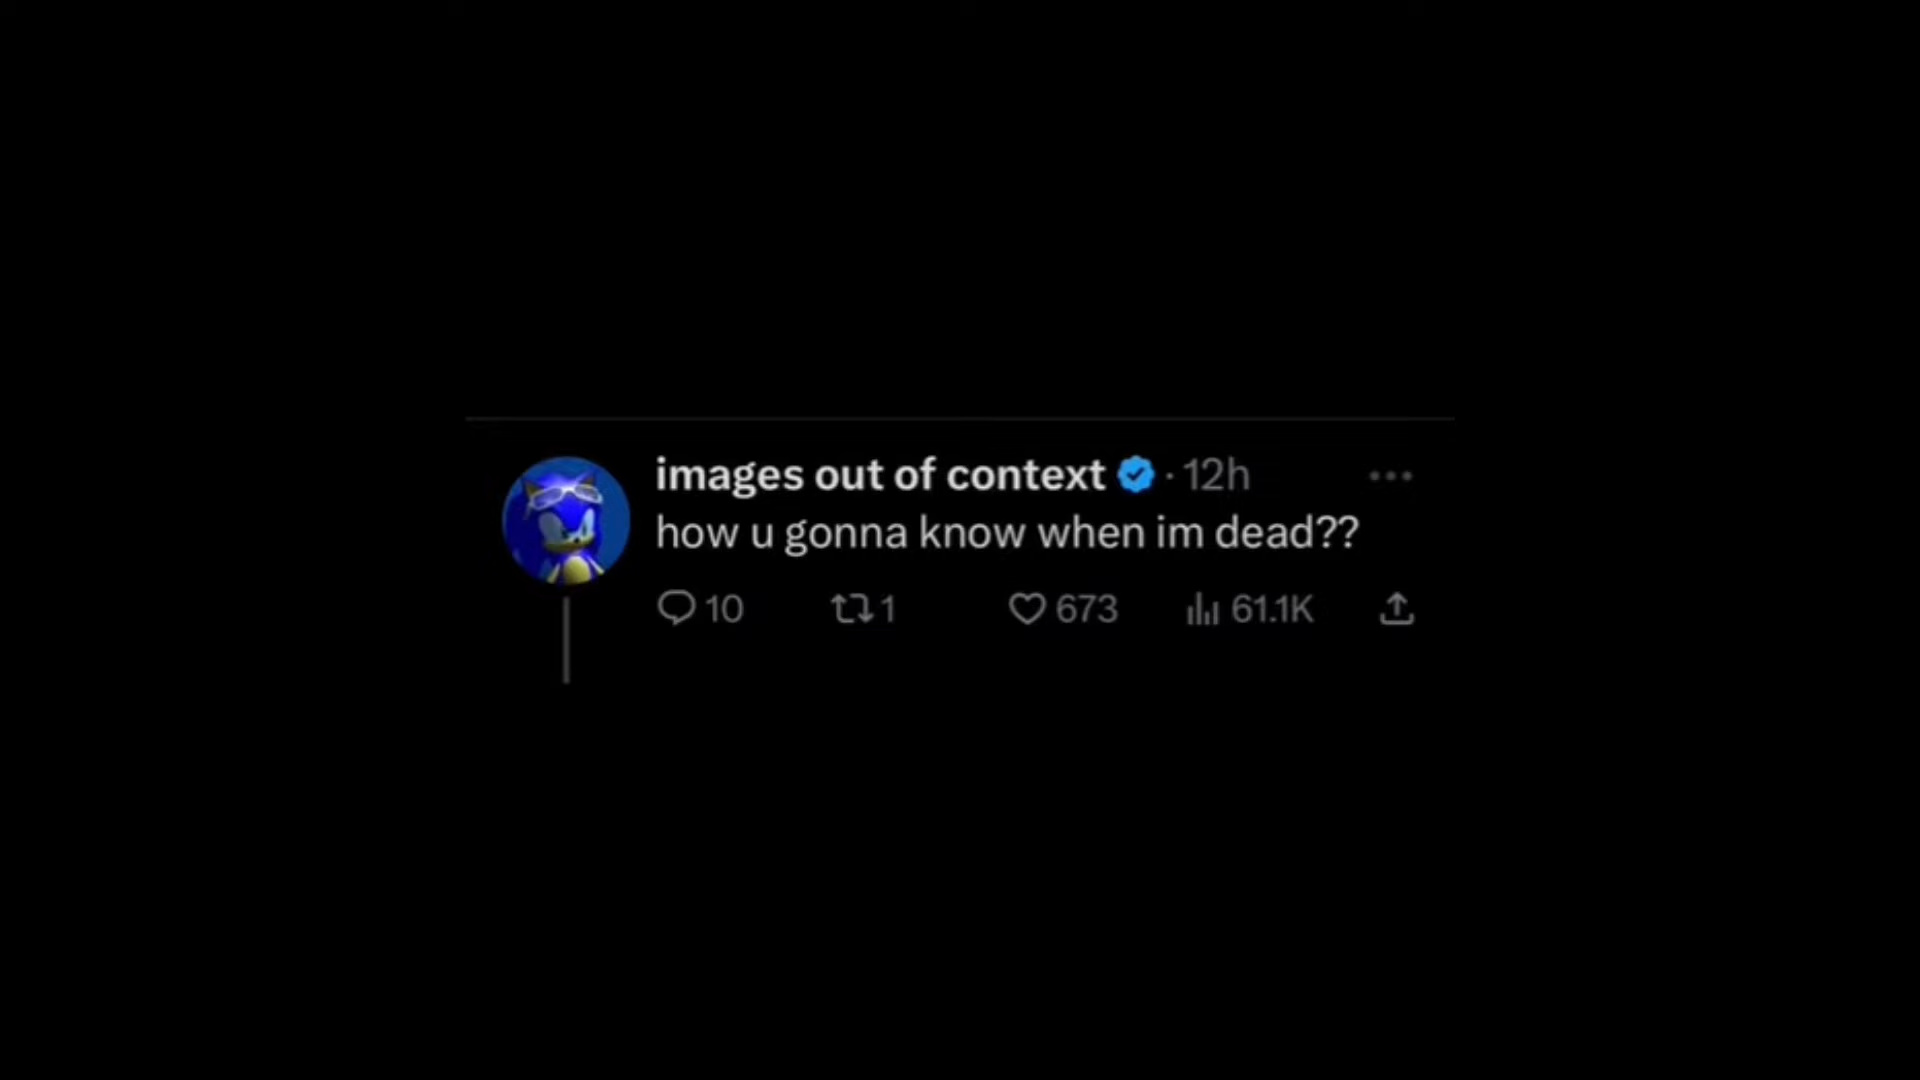 images out of context · 12h
how u gonna know when im dead??
10 1 673 61.1K